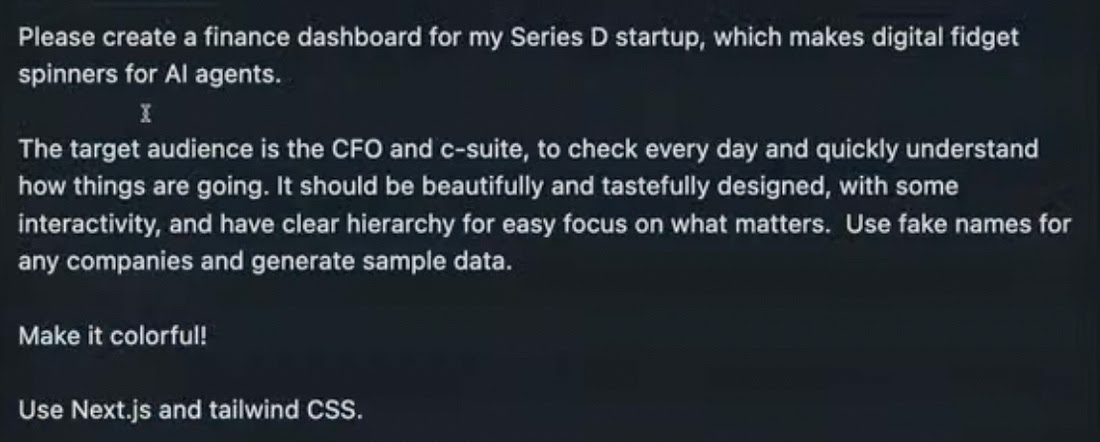 Please create a finance dashboard for my Series D startup, which makes digital fidget
spinners for AI agents.
The target audience is the CFO and c-suite, to check every day and quickly understand
how things are going. It should be beautifully and tastefully designed, with some
interactivity, and have clear hierarchy for easy focus on what matters.  Use fake names for
any companies and generate sample data.
Make it colorful!
Use Next.js and tailwind CSS.